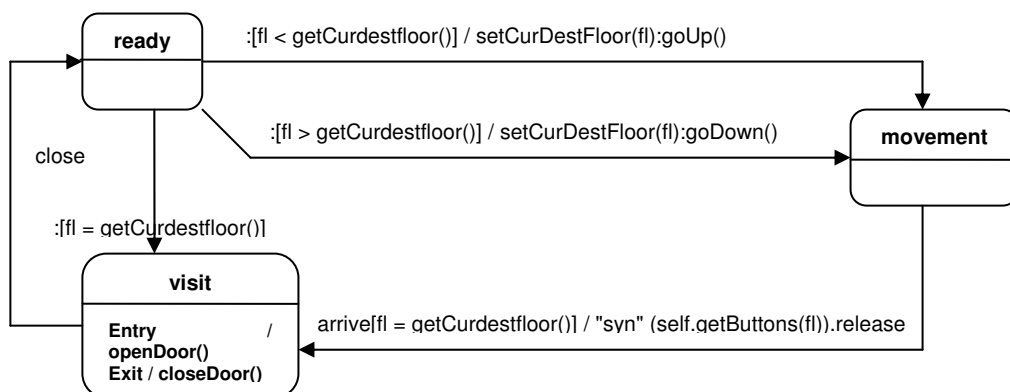 ready
:[fl < getCurdestfloor()] / setCurDestFloor(fl):goUp()
:[fl > getCurdestfloor()] / setCurDestFloor(fl):goDown()
movement
close
:[fl = getCurdestfloor()]
visit
Entry /
openDoor()
Exit / closeDoor()
arrive[fl = getCurdestfloor()] / "syn" (self.getButtons(fl)).release